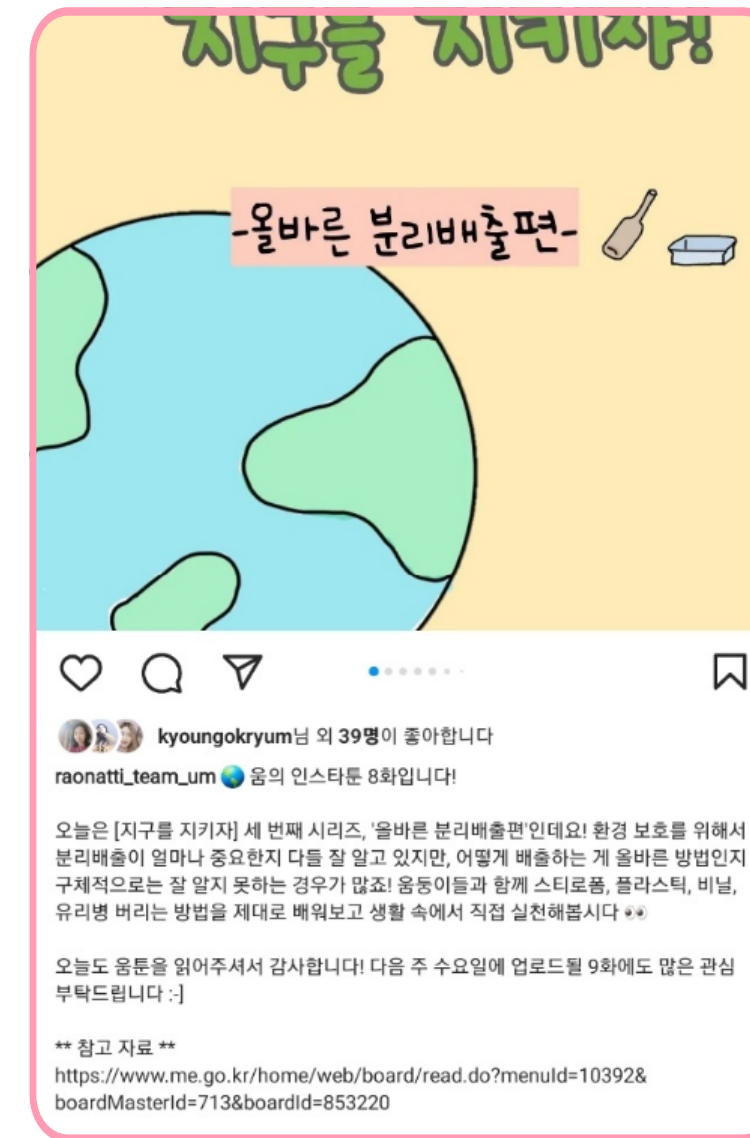 지구를 지키자!
-올바른 분리배출편-
kyoungokryum님 외 39명이 좋아합니다
raonatti_team_um 🌏 움의 인스타툰 8화입니다!
오늘은 [지구를 지키자] 세 번째 시리즈, '올바른 분리배출편'인데요! 환경 보호를 위해서
분리배출이 얼마나 중요한지 다들 잘 알고 있지만, 어떻게 배출하는 게 올바른 방법인지
구체적으로는 잘 알지 못하는 경우가 많죠! 움둥이들과 함께 스티로폼, 플라스틱, 비닐,
유리병 버리는 방법을 제대로 배워보고 생활 속에서 직접 실천해봅시다 👀
오늘도 움툰을 읽어주셔서 감사합니다! 다음 주 수요일에 업로드될 9화에도 많은 관심
부탁드립니다 :-]
** 참고 자료 **
https://www.me.go.kr/home/web/board/read.do?menuId=10392&
boardMasterId=713&boardId=853220